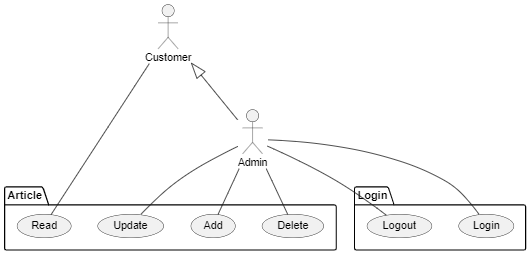 Customer
Admin
Article
Login
Read
Update
Add
Delete
Logout
Login